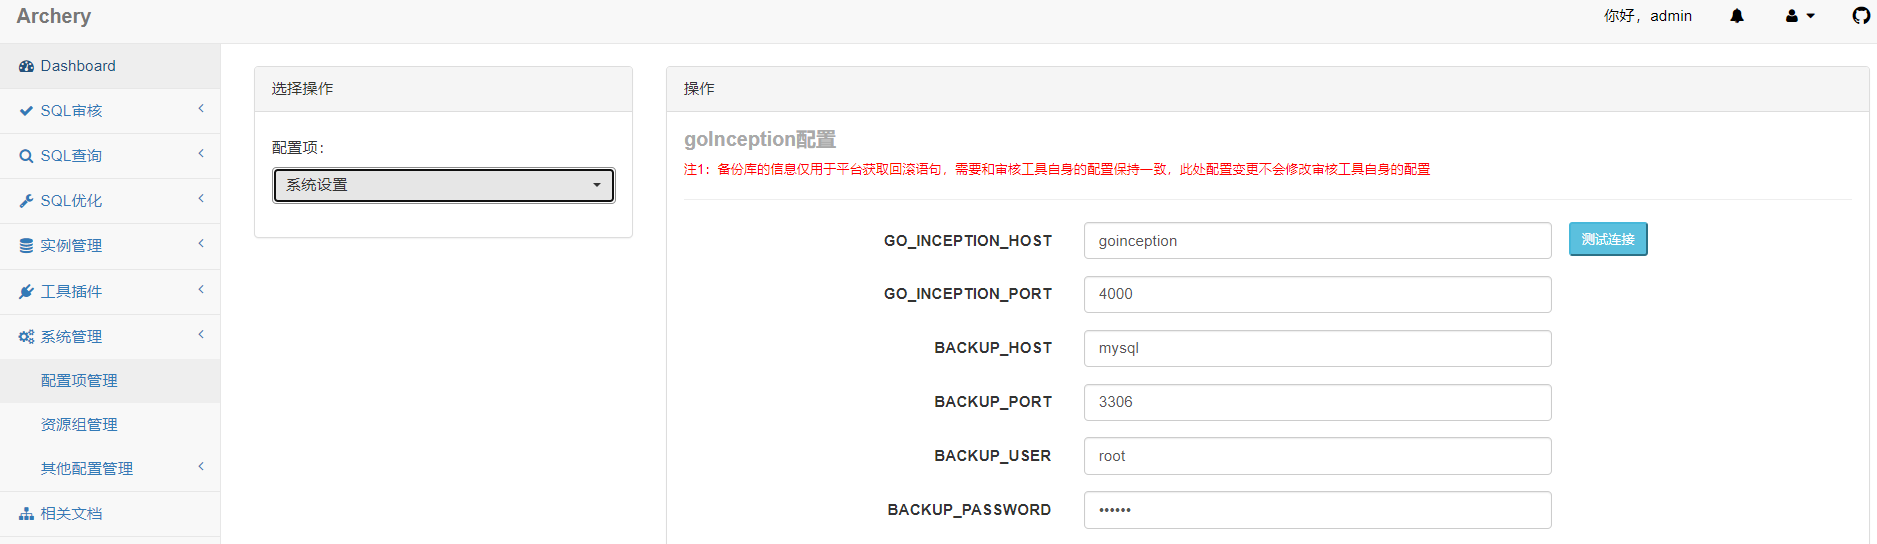 Archery
你好，admin
Dashboard
SQL审核
SQL查询
SQL优化
实例管理
工具插件
系统管理
配置项管理
资源组管理
其他配置管理
相关文档
选择操作
配置项：
系统设置
操作
goInception配置
注1：备份库的信息仅用于平台获取回滚语句，需要和审核工具自身的配置保持一致，此处配置变更不会修改审核工具自身的配置
GO_INCEPTION_HOST goinception 测试连接
GO_INCEPTION_PORT 4000
BACKUP_HOST mysql
BACKUP_PORT 3306
BACKUP_USER root
BACKUP_PASSWORD ••••••